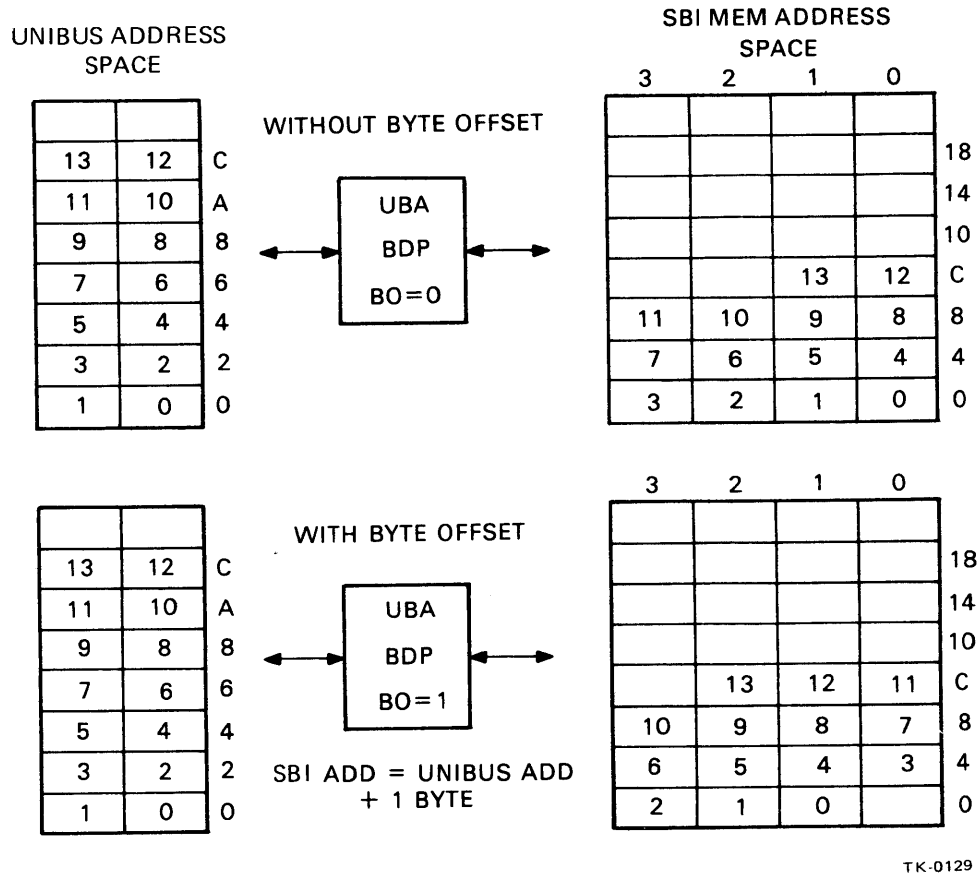 UNIBUS ADDRESS
SPACE
SBI MEM ADDRESS
SPACE
3 2 1 0
WITHOUT BYTE OFFSET
13 12 C
11 10 A
9 8 8
7 6 6
5 4 4
3 2 2
1 0 0
UBA
BDP
BO=0
18
14
10
13 12 C
11 10 9 8 8
7 6 5 4 4
3 2 1 0 0
3 2 1 0
WITH BYTE OFFSET
13 12 C
11 10 A
9 8 8
7 6 6
5 4 4
3 2 2
1 0 0
UBA
BDP
BO=1
SBI ADD = UNIBUS ADD
+ 1 BYTE
18
14
10
13 12 11 C
10 9 8 7 8
6 5 4 3 4
2 1 0 0
TK-0129